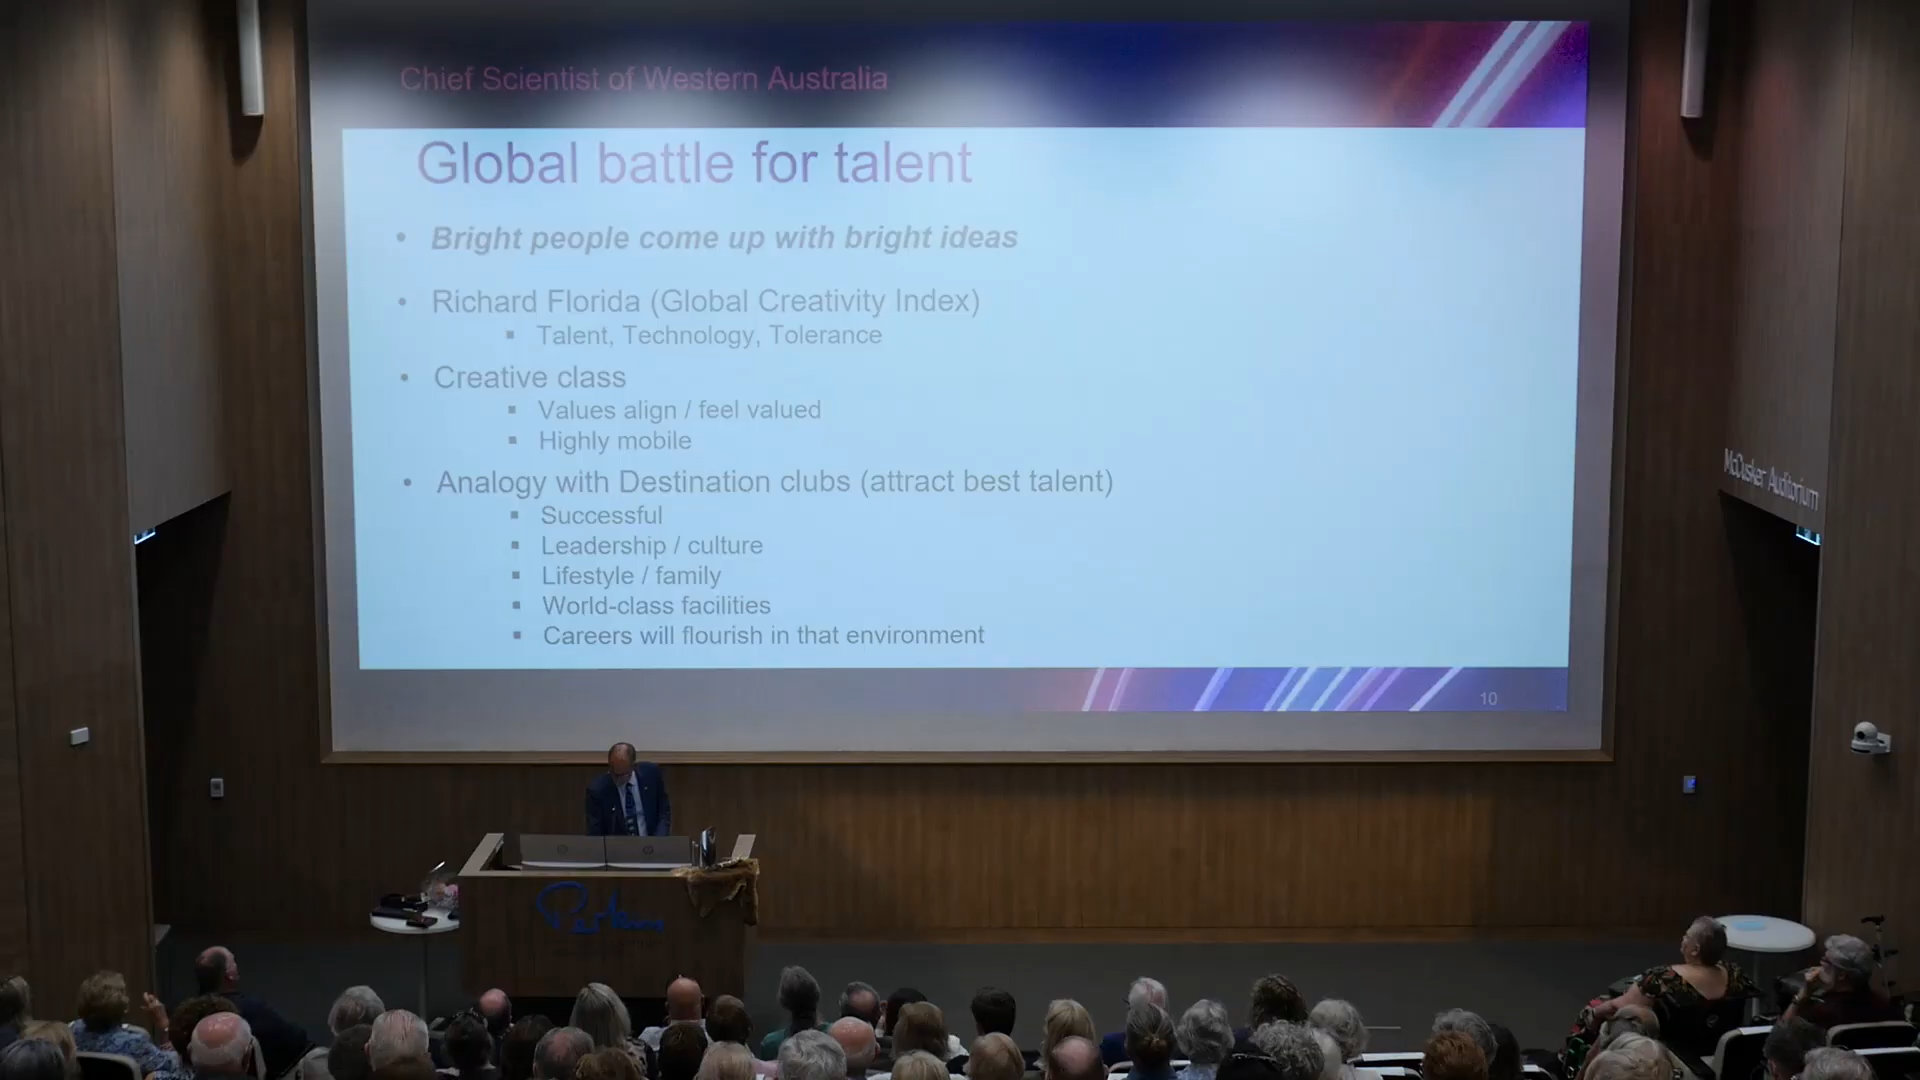 Chief Scientist of Western Australia
Global battle for talent
• Bright people come up with bright ideas
• Richard Florida (Global Creativity Index)
▪ Talent, Technology, Tolerance
• Creative class
▪ Values align / feel valued
▪ Highly mobile
• Analogy with Destination clubs (attract best talent)
▪ Successful
▪ Leadership / culture
▪ Lifestyle / family
▪ World-class facilities
▪ Careers will flourish in that environment
10
McCusker Auditorium
Perkins